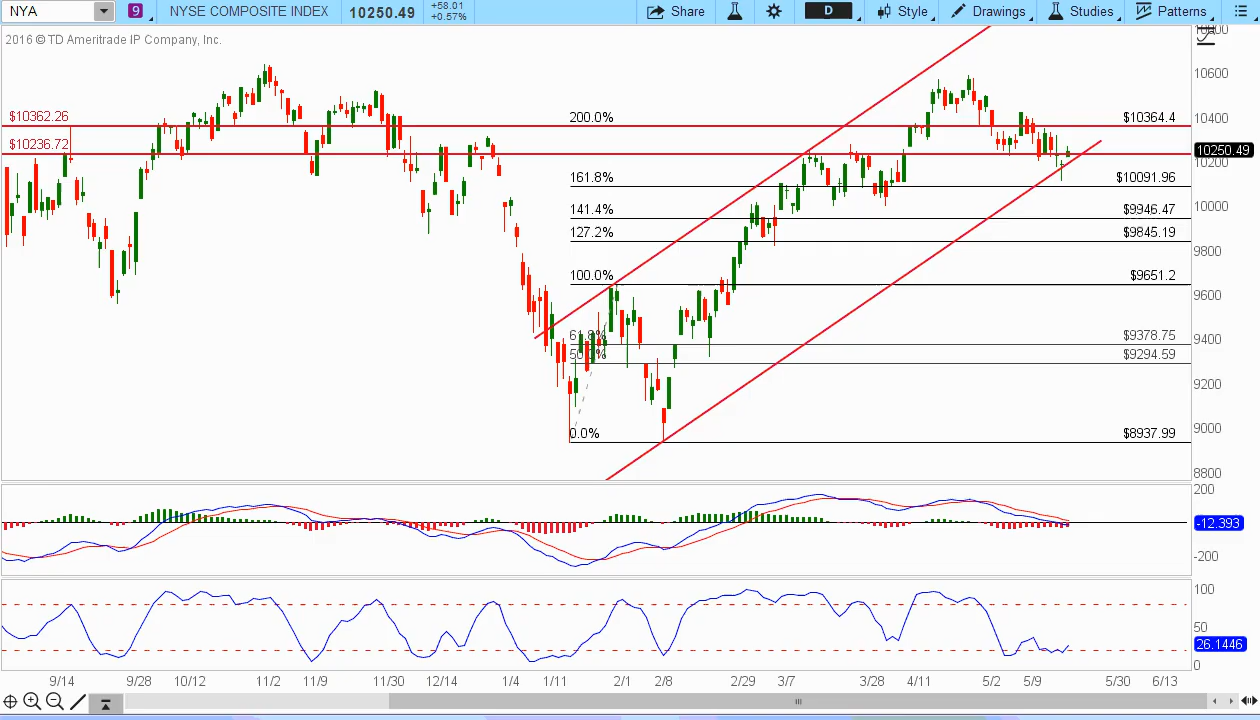 NYA 9 NYSE COMPOSITE INDEX 10250.49 +58.01 +0.57% Share D Style Drawings Studies Patterns
2016 © TD Ameritrade IP Company, Inc.
10800
10600
$10362.26 200.0% $10364.4 10400
$10236.72 10250.49
10200
161.8% $10091.96
141.4% $9946.47 10000
127.2% $9845.19
9800
100.0% $9651.2
9600
61.8% $9378.75 9400
50.0% $9294.59
9200
0.0% $8937.99 9000
8800
200
-12.393
-200
100
50
26.1446
0
9/14 9/28 10/12 11/2 11/9 11/30 12/14 1/4 1/11 2/1 2/8 2/29 3/7 3/28 4/11 5/2 5/9 5/30 6/13